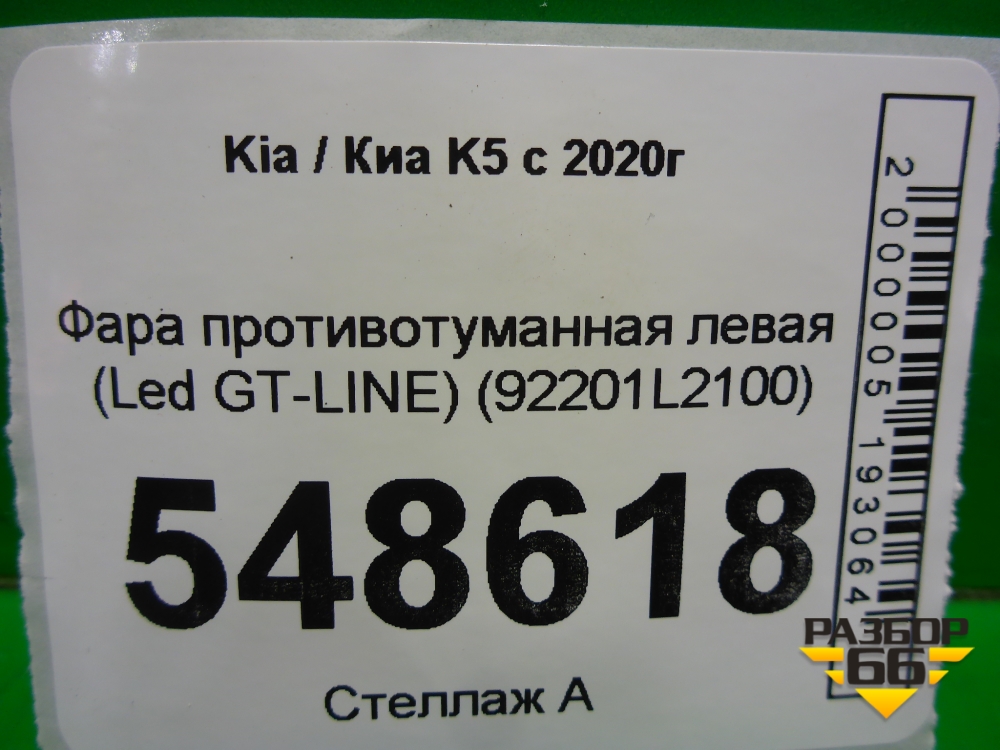 Kia / Киа K5 с 2020г
Фара противотуманная левая
(Led GT-LINE) (92201L2100)
548618
Стеллаж А
2000005193064
РАЗБОР
66